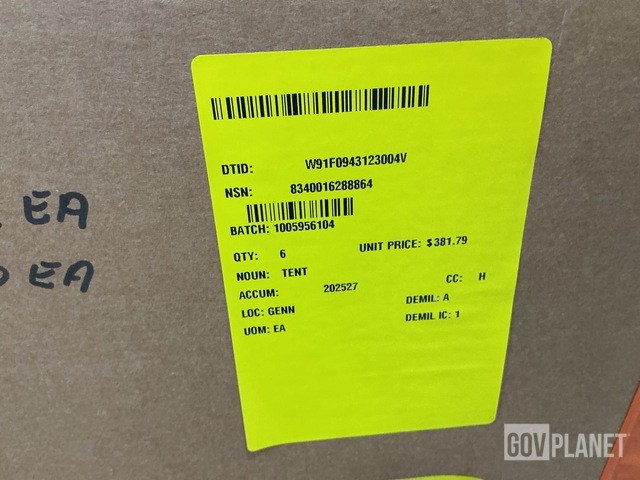 DTID: W91F0943123004V
NSN: 8340016288864
BATCH: 1005956104
QTY: 6 UNIT PRICE: $381.79
NOUN: TENT
ACCUM: 202527 CC: H
LOC: GENN DEMIL: A
UOM: EA DEMIL IC: 1
EA
EA
GOVPLANET